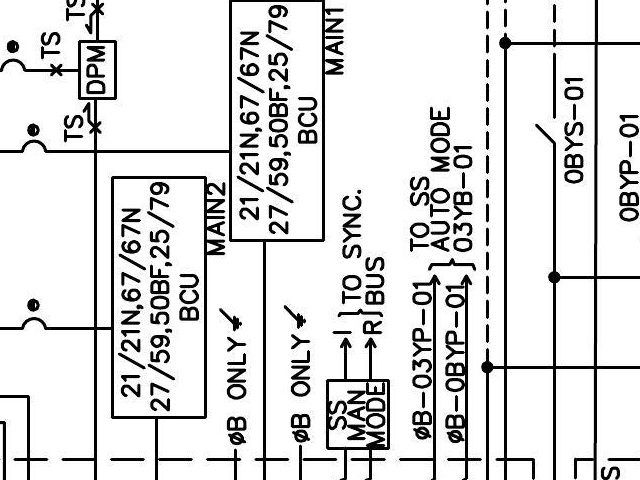 TS
TS
DPM
TS
21/21N,67/67N
27/59,50BF,25/79
BCU
MAIN2
21/21N,67/67N
27/59,50BF,25/79
BCU
MAIN1
øB ONLY
øB ONLY
SS
MAN
MODE
I
R
TO SYNC.
BUS
TO SS
AUTO MODE
03YB-01
øB-03YP-01
øB-0BYP-01
0BYS-01
0BYP-01
S